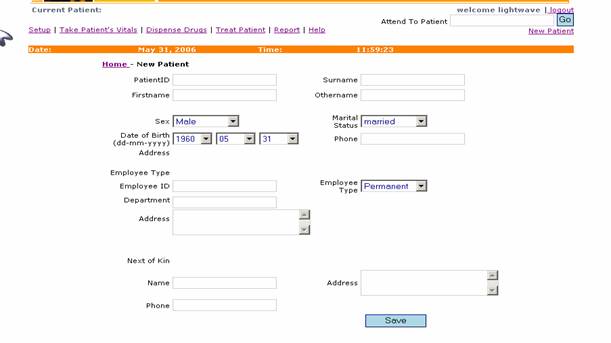 Current Patient: welcome lightwave | logout
Attend To Patient Go
Setup | Take Patient's Vitals | Dispense Drugs | Treat Patient | Report | Help New Patient
Date: May 31, 2006 Time: 11:59:23
Home - New Patient
PatientID Surname
Firstname Othername
Sex Male Marital Status married
Date of Birth (dd-mm-yyyy) 1960 05 31 Phone
Address
Employee Type
Employee ID Employee Type Permanent
Department
Address
Next of Kin
Name Address
Phone
Save